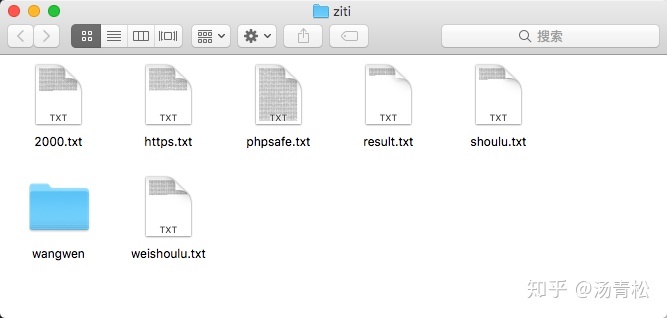 ziti
搜索
TXT
TXT
TXT
TXT
TXT
2000.txt
https.txt
phpsafe.txt
result.txt
shoulu.txt
TXT
wangwen
weishoulu.txt
知乎 @汤青松